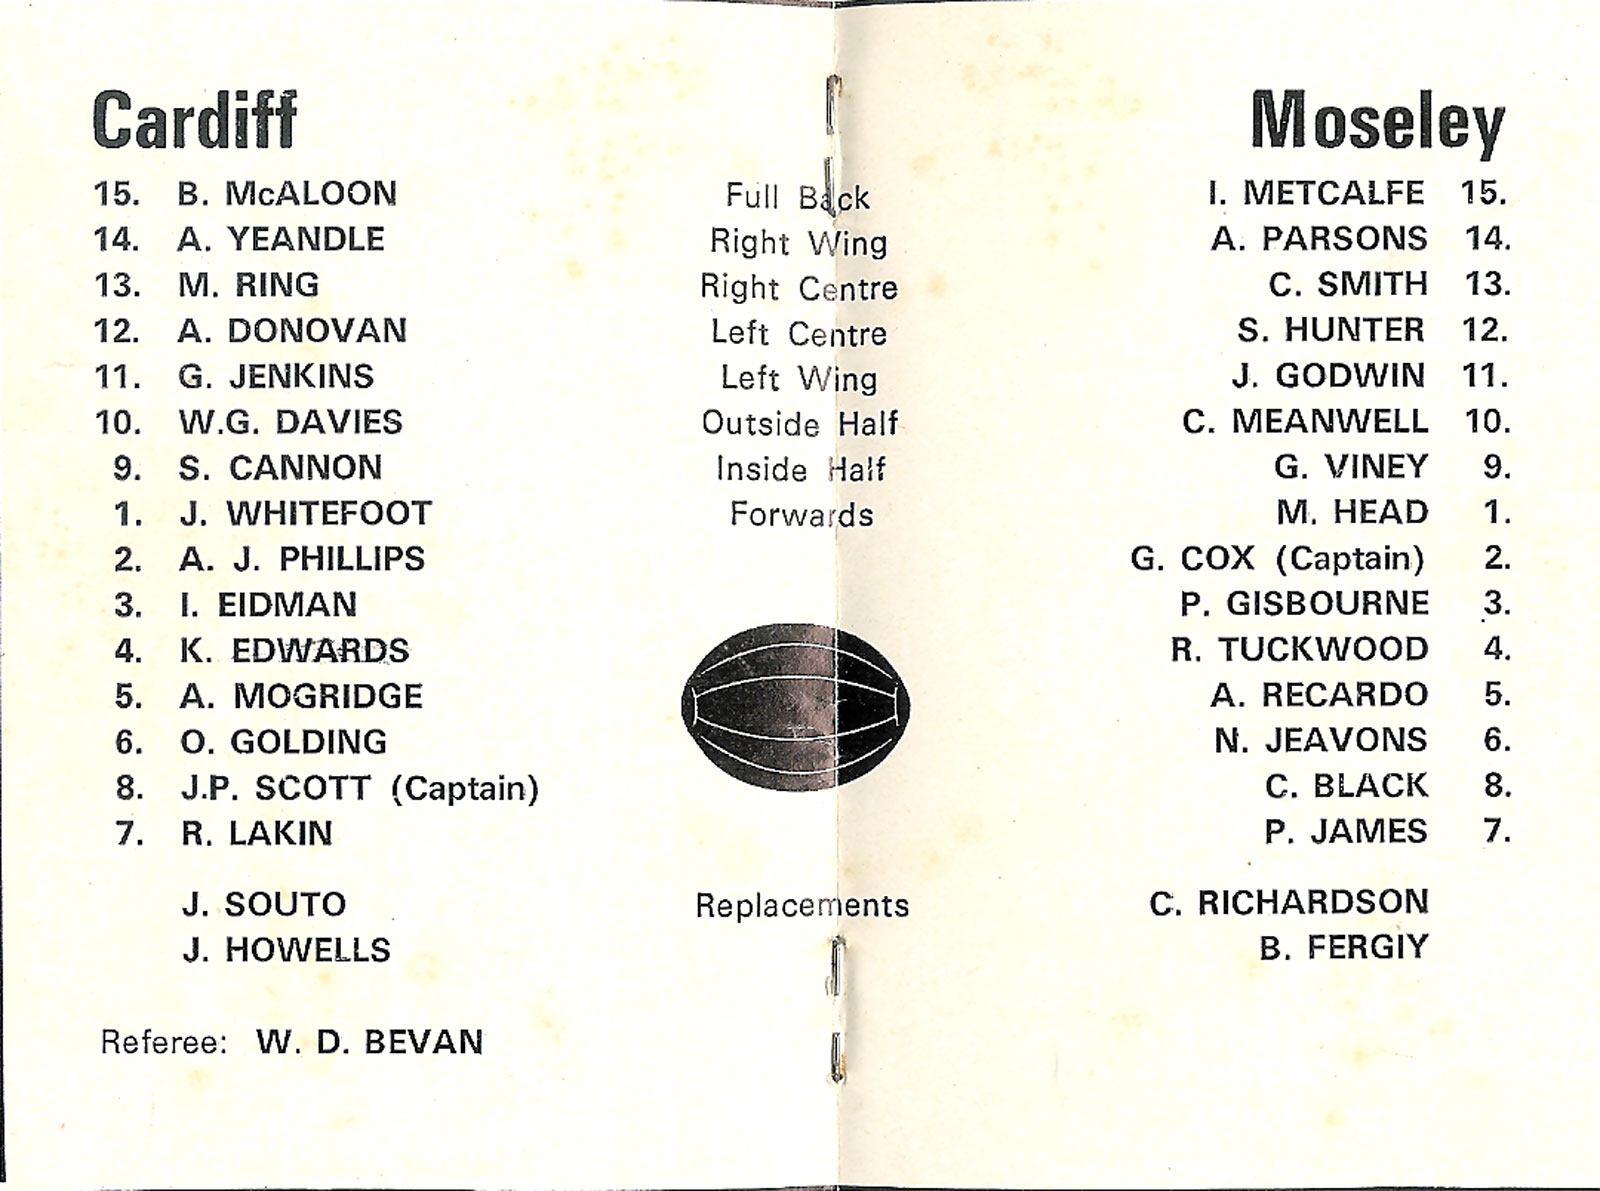 Cardiff Moseley
15. B. McALOON Full Back I. METCALFE 15.
14. A. YEANDLE Right Wing A. PARSONS 14.
13. M. RING Right Centre C. SMITH 13.
12. A. DONOVAN Left Centre S. HUNTER 12.
11. G. JENKINS Left Wing J. GODWIN 11.
10. W.G. DAVIES Outside Half C. MEANWELL 10.
9. S. CANNON Inside Half G. VINEY 9.
1. J. WHITEFOOT Forwards M. HEAD 1.
2. A. J. PHILLIPS G. COX (Captain) 2.
3. I. EIDMAN P. GISBOURNE 3.
4. K. EDWARDS R. TUCKWOOD 4.
5. A. MOGRIDGE A. RECARDO 5.
6. O. GOLDING N. JEAVONS 6.
8. J.P. SCOTT (Captain) C. BLACK 8.
7. R. LAKIN P. JAMES 7.
J. SOUTO Replacements C. RICHARDSON
J. HOWELLS B. FERGIY
Referee: W. D. BEVAN